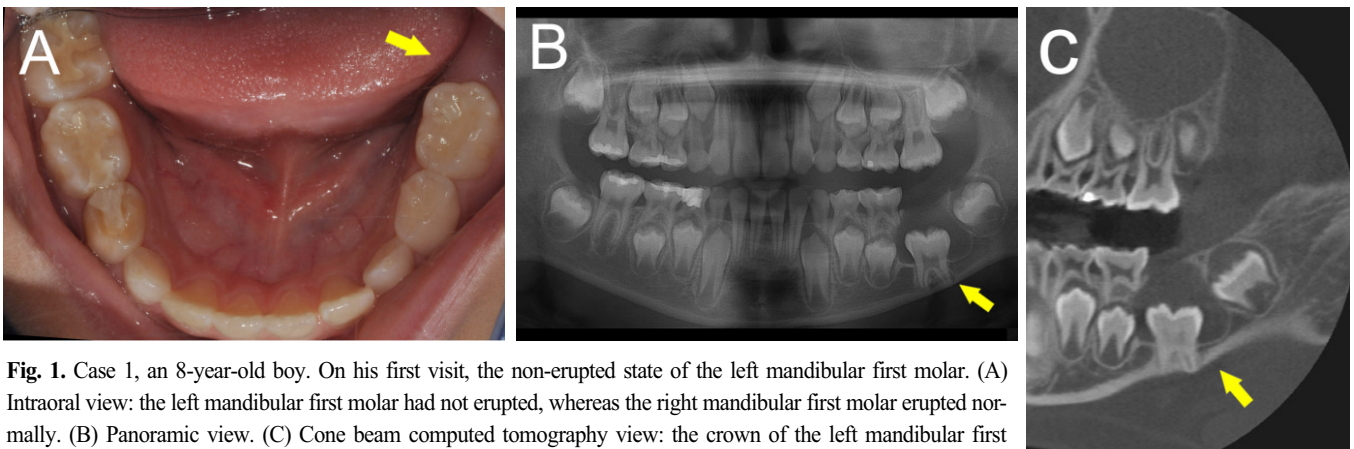 A
B
C
Fig. 1. Case 1, an 8-year-old boy. On his first visit, the non-erupted state of the left mandibular first molar. (A)
Intraoral view: the left mandibular first molar had not erupted, whereas the right mandibular first molar erupted nor-
mally. (B) Panoramic view. (C) Cone beam computed tomography view: the crown of the left mandibular first